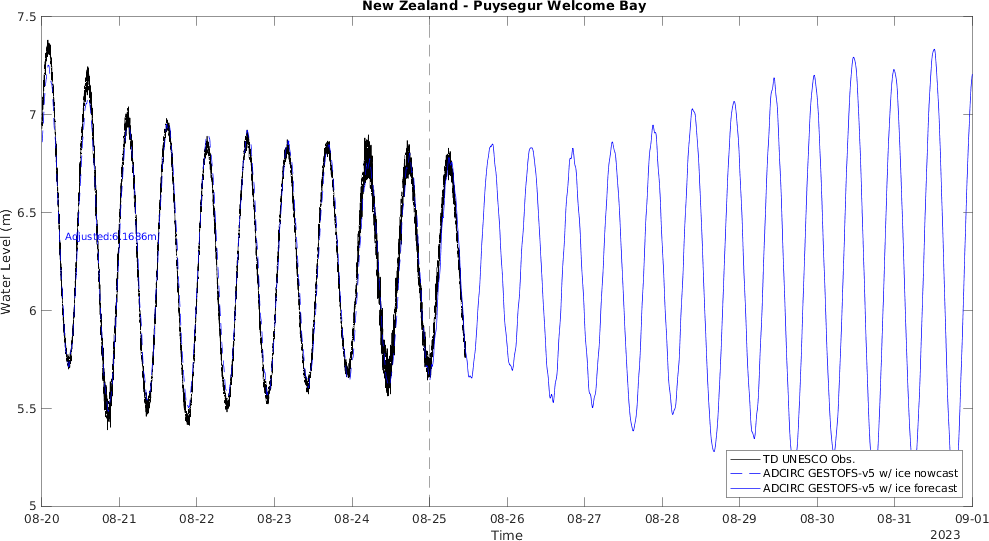 New Zealand - Puysegur Welcome Bay
7.5
7
6.5
6
5.5
5
Water Level (m)
Adjusted:6.1636m
TD UNESCO Obs.
ADCIRC GESTOFS-v5 w/ ice nowcast
ADCIRC GESTOFS-v5 w/ ice forecast
08-20 08-21 08-22 08-23 08-24 08-25 08-26 08-27 08-28 08-29 08-30 08-31 09-01
Time
2023